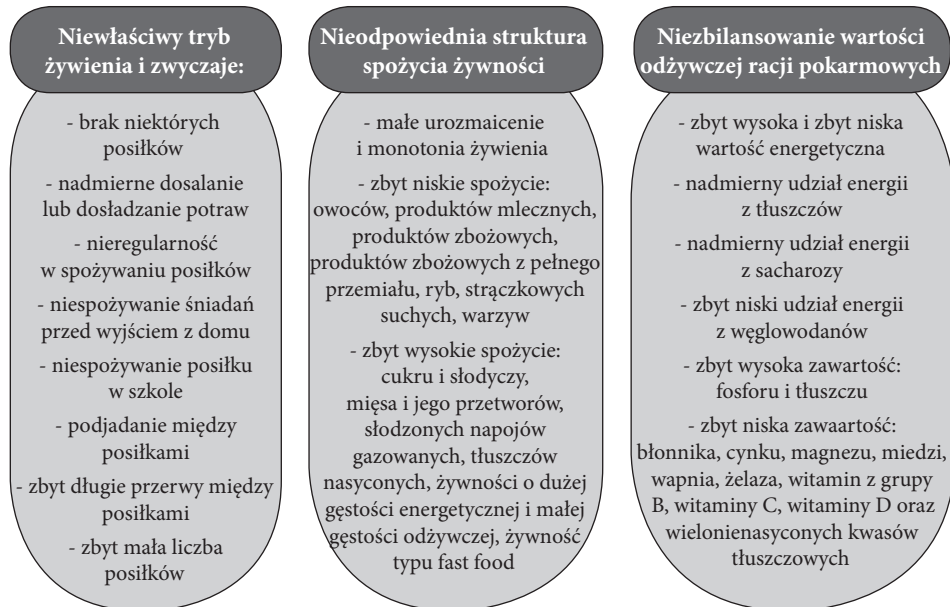 Niewłaściwy tryb
żywienia i zwyczaje:
- brak niektórych
posiłków
- nadmierne dosalanie
lub dosładzanie potraw
- nieregularność
w spożywaniu posiłków
- niespożywanie śniadań
przed wyjściem z domu
- niespożywanie posiłku
w szkole
- podjadanie między
posiłkami
- zbyt długie przerwy między
posiłkami
- zbyt mała liczba
posiłków
Nieodpowiednia struktura
spożycia żywności
- małe urozmaicenie
i monotonia żywienia
- zbyt niskie spożycie:
owoców, produktów mlecznych,
produktów zbożowych,
produktów zbożowych z pełnego
przemiału, ryb, strączkowych
suchych, warzyw
- zbyt wysokie spożycie:
cukru i słodyczy,
mięsa i jego przetworów,
słodzonych napojów
gazowanych, tłuszczów
nasyconych, żywności o dużej
gęstości energetycznej i małej
gęstości odżywczej, żywność
typu fast food
Niezbilansowanie wartości
odżywczej racji pokarmowych
- zbyt wysoka i zbyt niska
wartość energetyczna
- nadmierny udział energii
z tłuszczów
- nadmierny udział energii
z sacharozy
- zbyt niski udział energii
z węglowodanów
- zbyt wysoka zawartość:
fosforu i tłuszczu
- zbyt niska zawaartość:
błonnika, cynku, magnezu, miedzi,
wapnia, żelaza, witamin z grupy
B, witaminy C, witaminy D oraz
wielonienasyconych kwasów
tłuszczowych